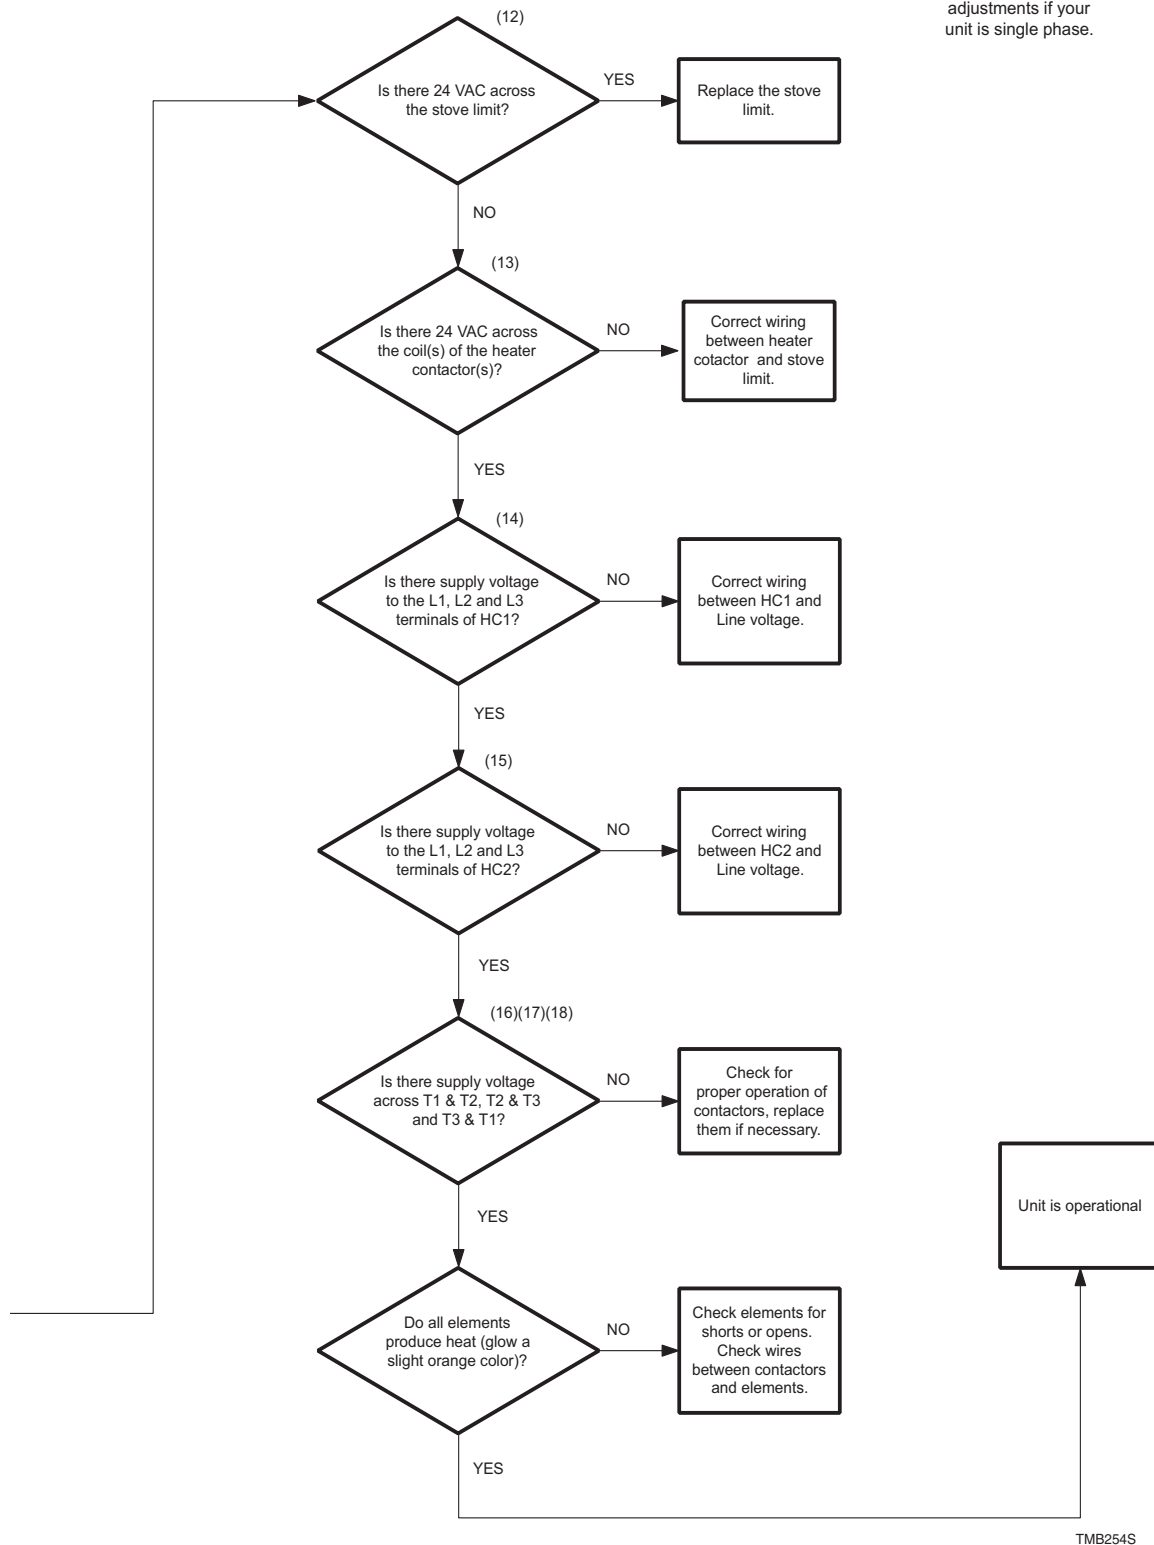 adjustments if your
unit is single phase.
(12)
Is there 24 VAC across
the stove limit?
YES
Replace the stove
limit.
NO
(13)
Is there 24 VAC across
the coil(s) of the heater
contactor(s)?
NO
Correct wiring
between heater
cotactor and stove
limit.
YES
(14)
Is there supply voltage
to the L1, L2 and L3
terminals of HC1?
NO
Correct wiring
between HC1 and
Line voltage.
YES
(15)
Is there supply voltage
to the L1, L2 and L3
terminals of HC2?
NO
Correct wiring
between HC2 and
Line voltage.
YES
(16)(17)(18)
Is there supply voltage
across T1 & T2, T2 & T3
and T3 & T1?
NO
Check for
proper operation of
contactors, replace
them if necessary.
YES
Unit is operational
Do all elements
produce heat (glow a
slight orange color)?
NO
Check elements for
shorts or opens.
Check wires
between contactors
and elements.
YES
TMB254S